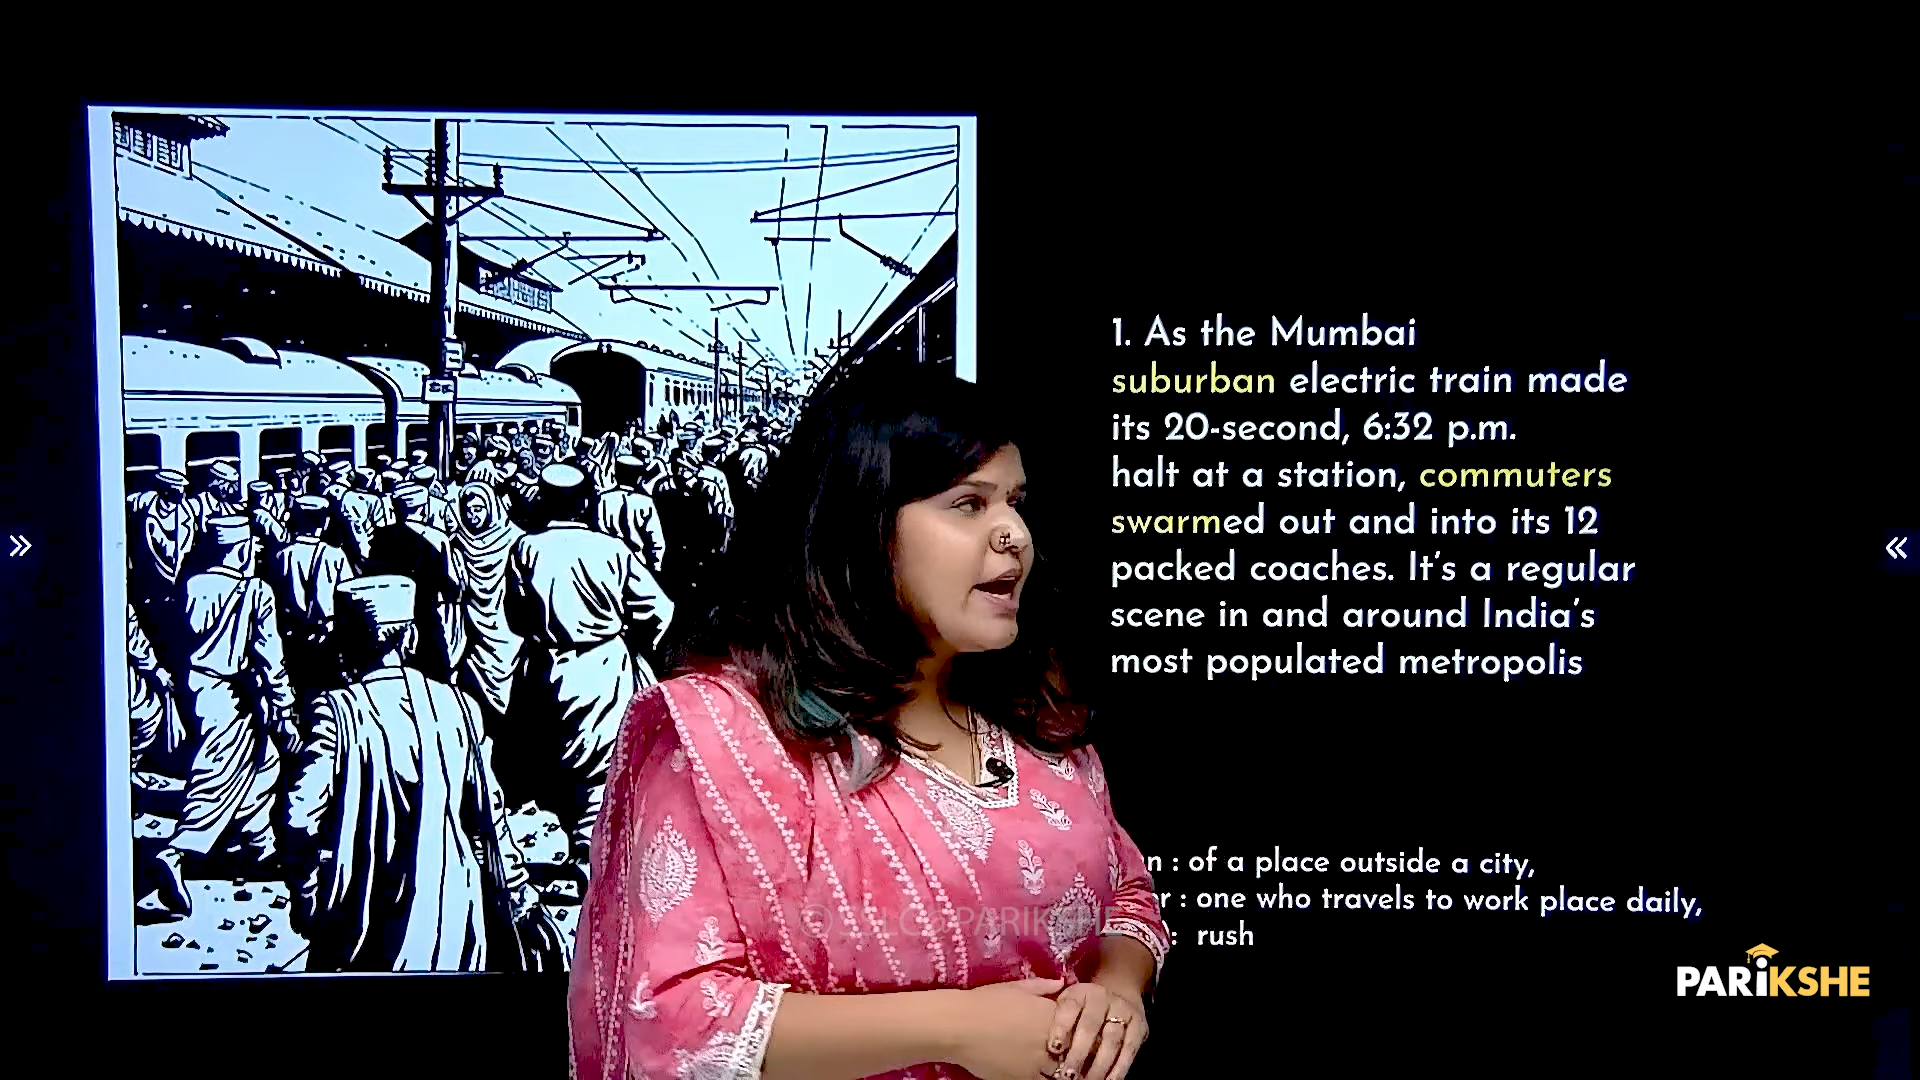 1. As the Mumbai
suburban electric train made
its 20-second, 6:32 p.m.
halt at a station, commuters
swarmed out and into its 12
packed coaches. It's a regular
scene in and around India's
most populated metropolis
: of a place outside a city,
: one who travels to work place daily,
: rush
©SSLC@PARIKSHE
PARIKSHE